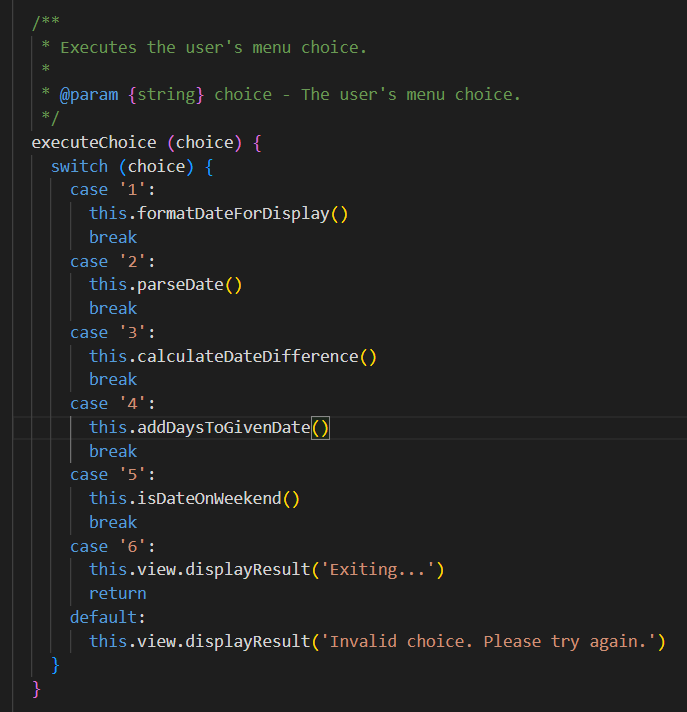 /**
 * Executes the user's menu choice.
 *
 * @param {string} choice - The user's menu choice.
 */
executeChoice (choice) {
  switch (choice) {
    case '1':
      this.formatDateForDisplay()
      break
    case '2':
      this.parseDate()
      break
    case '3':
      this.calculateDateDifference()
      break
    case '4':
      this.addDaysToGivenDate()
      break
    case '5':
      this.isDateOnWeekend()
      break
    case '6':
      this.view.displayResult('Exiting...')
      return
    default:
      this.view.displayResult('Invalid choice. Please try again.')
  }
}